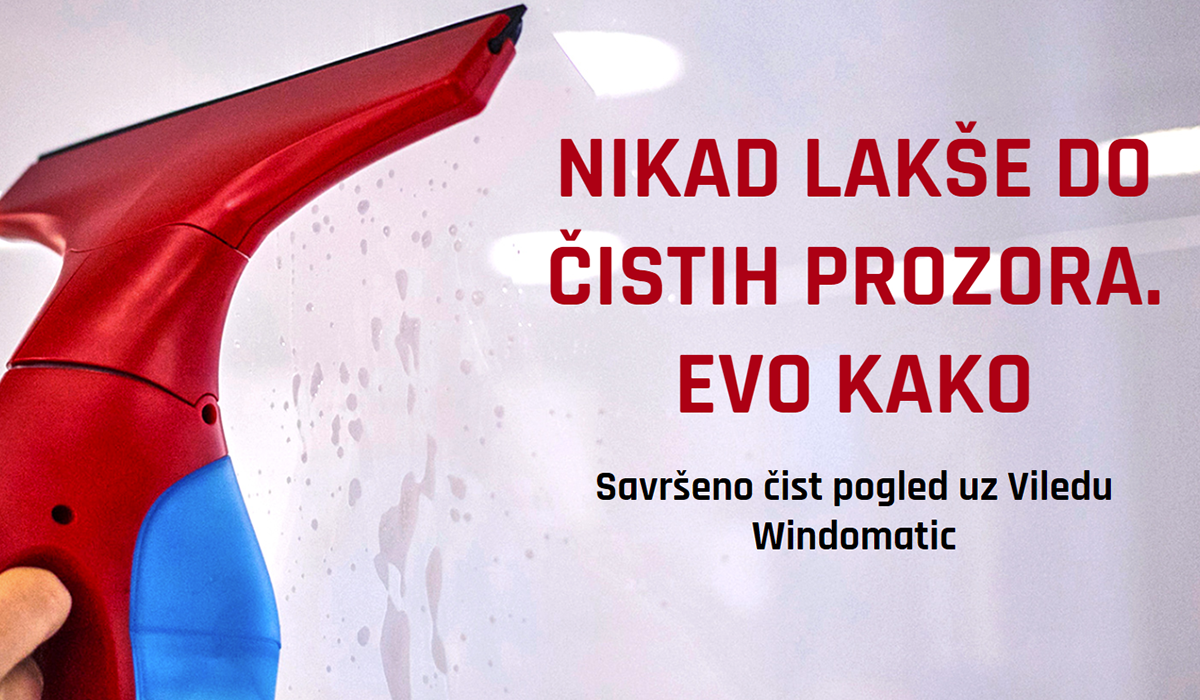 NIKAD LAKŠE DO
ČISTIH PROZORA.
EVO KAKO
Savršeno čist pogled uz Viledu
Windomatic